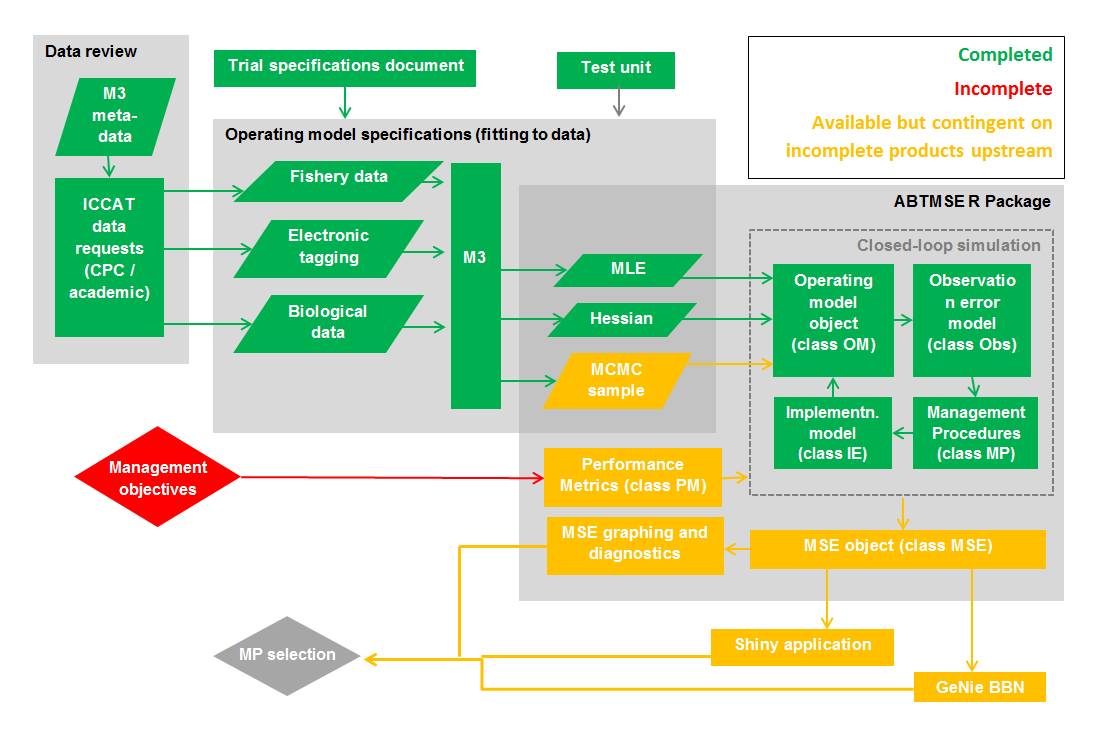 Data review
M3
meta-
data
ICCAT
data
requests
(CPC /
academic)
Trial specifications document
Test unit
Completed
Incomplete
Available but contingent on
incomplete products upstream
Operating model specifications (fitting to data)
Fishery data
Electronic
tagging
Biological
data
M3
ABTMSE R Package
MLE
Hessian
MCMC
sample
Closed-loop simulation
Operating
model
object
(class OM)
Observatio
n error
model
(class Obs)
Implementn.
model
(class IE)
Management
Procedures
(class MP)
Management
objectives
Performance
Metrics (class PM)
MSE graphing and
diagnostics
MSE object (class MSE)
MP selection
Shiny application
GeNie BBN